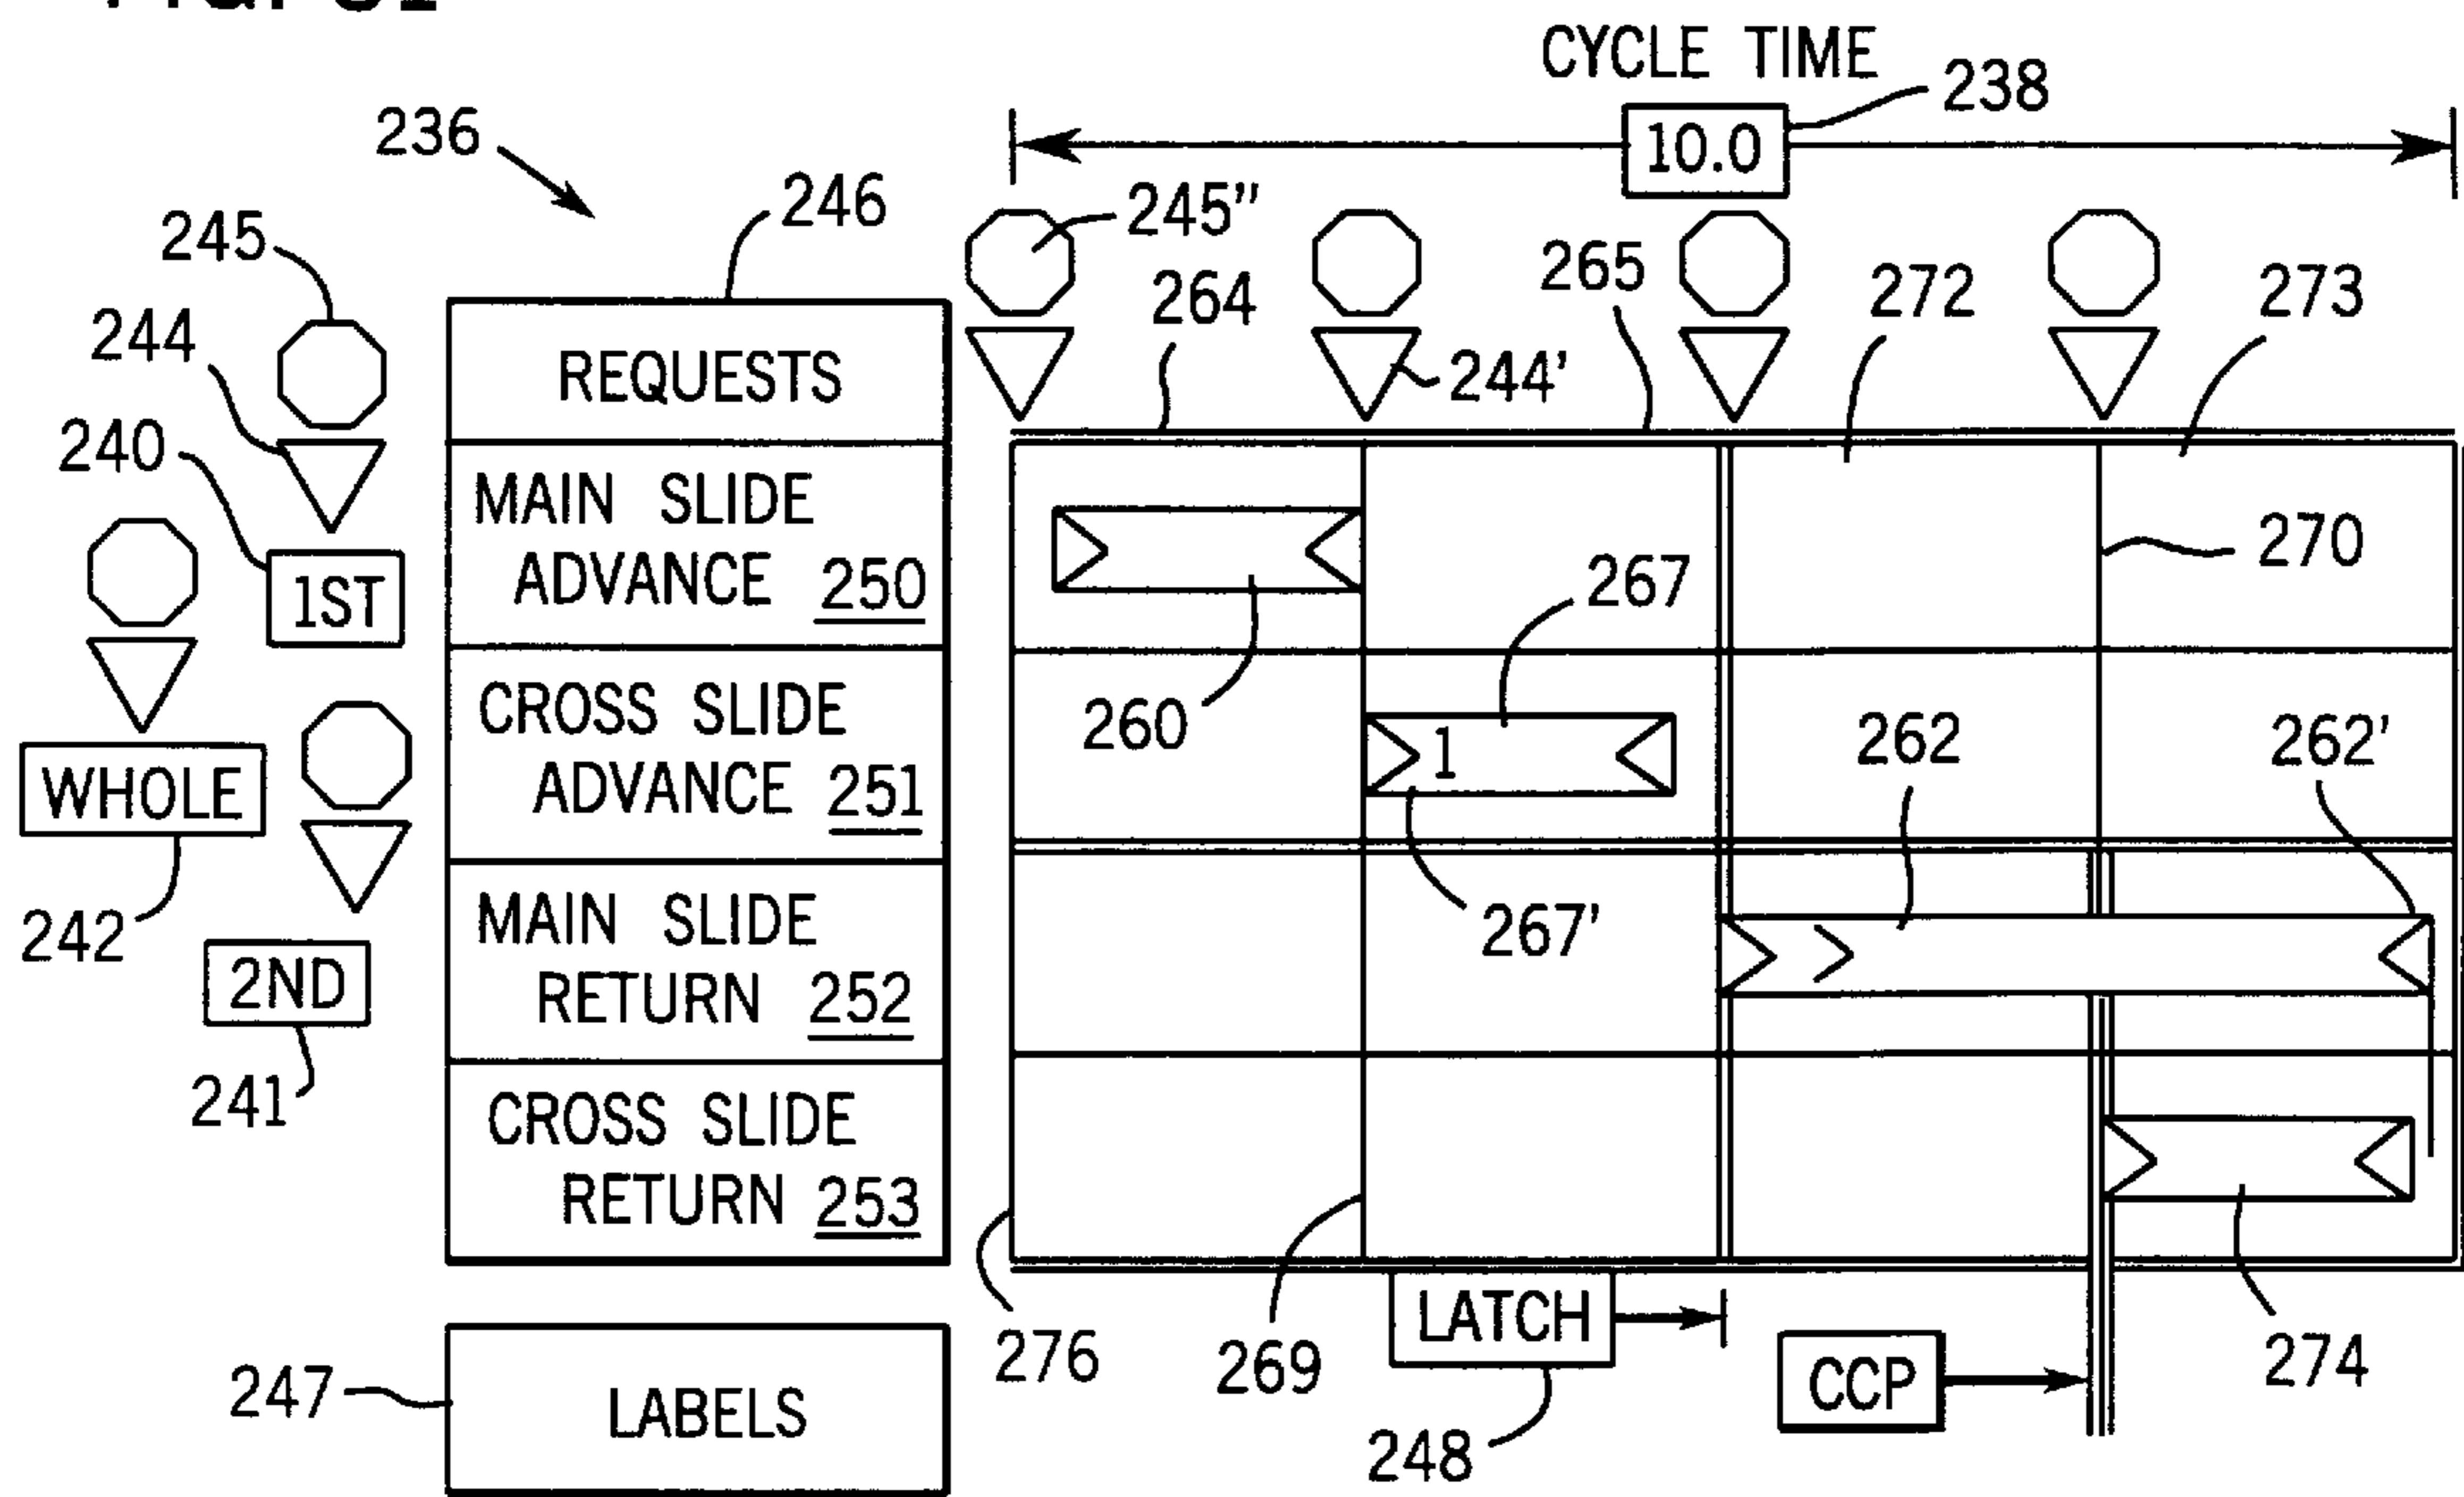 CYCLE TIME
10.0
238
236
246
245
245"
264
265
272
273
244
244'
240
REQUESTS
MAIN SLIDE
ADVANCE 250
270
1ST
267
260
CROSS SLIDE
ADVANCE 251
1
262
262'
WHOLE
242
MAIN SLIDE
RETURN 252
267'
2ND
241
CROSS SLIDE
RETURN 253
276
269
LATCH
274
CCP
247
LABELS
248